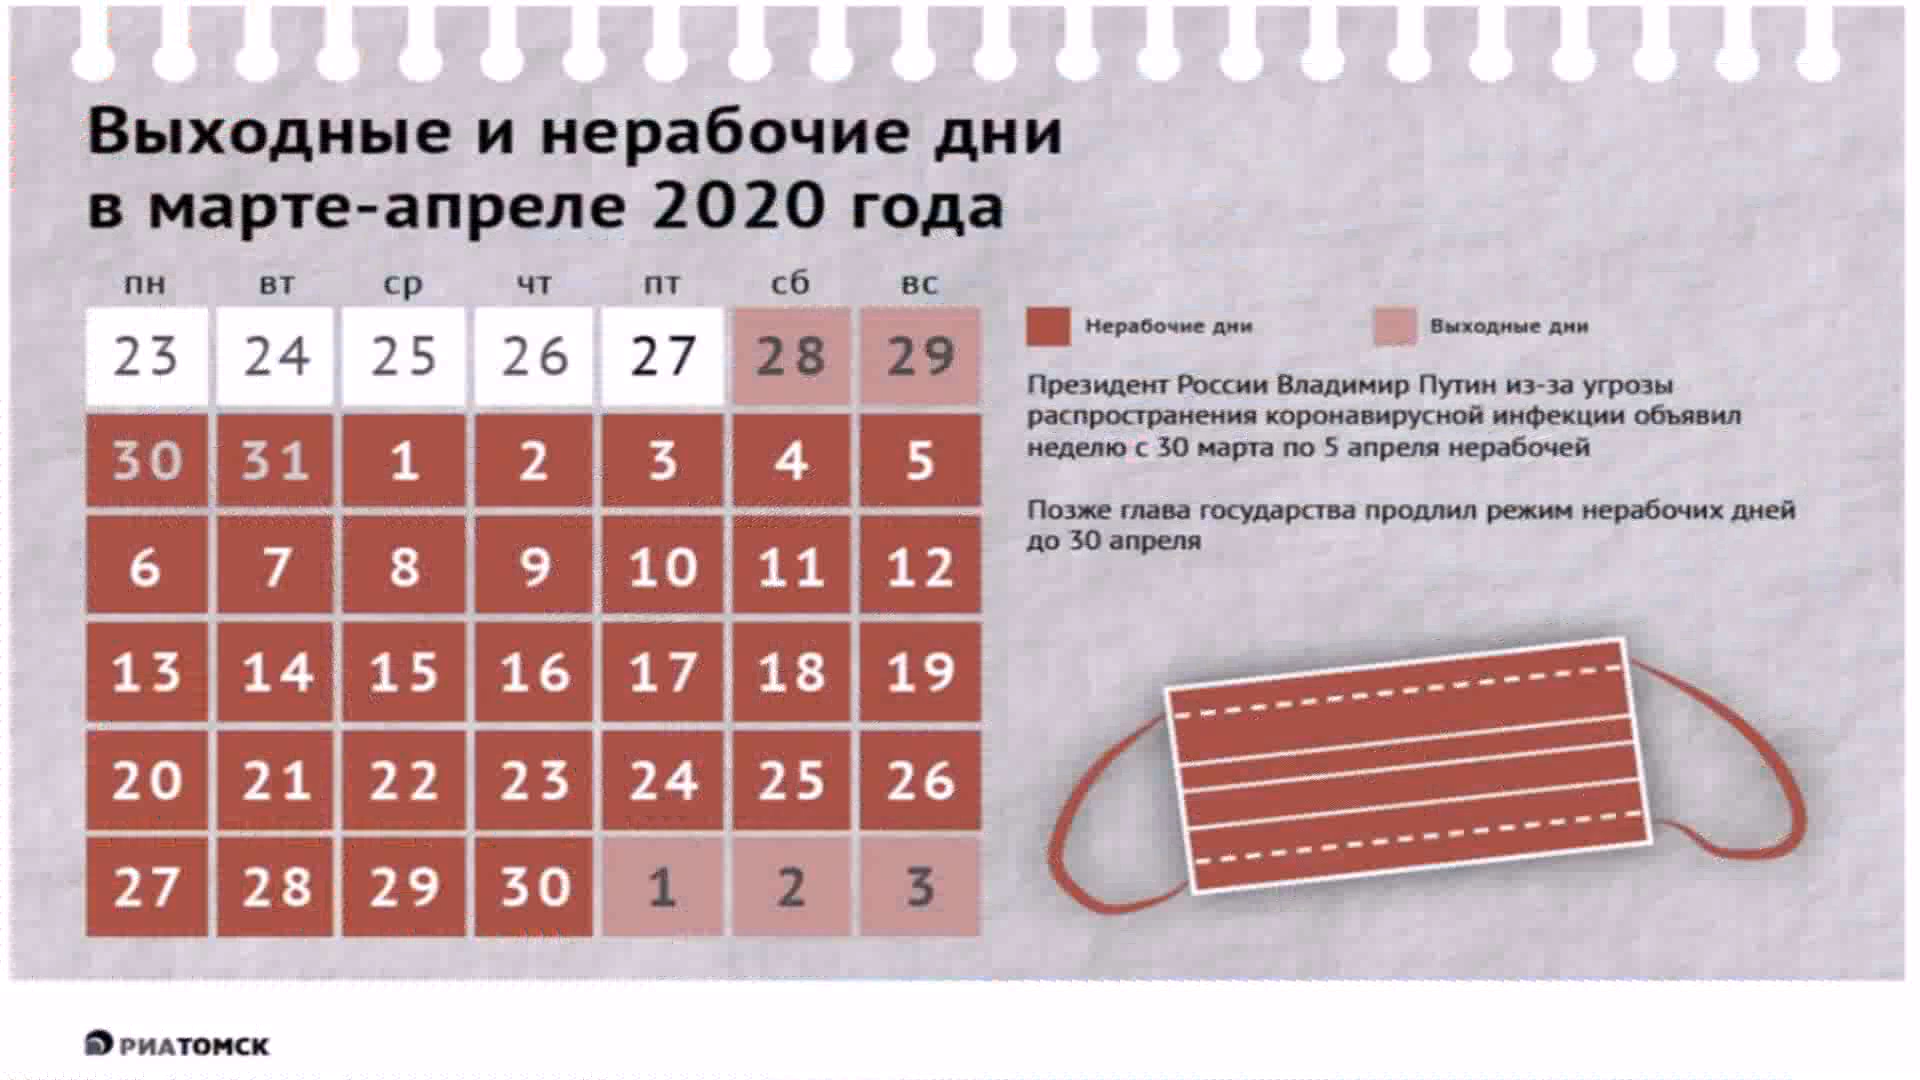 Выходные и нерабочие дни
в марте-апреле 2020 года
пн вт ср чт пт сб вс
23 24 25 26 27 28 29
30 31 1 2 3 4 5
6 7 8 9 10 11 12
13 14 15 16 17 18 19
20 21 22 23 24 25 26
27 28 29 30 1 2 3
Нерабочие дни
Выходные дни
Президент России Владимир Путин из-за угрозы
распространения коронавирусной инфекции объявил
неделю с 30 марта по 5 апреля нерабочей
Позже глава государства продлил режим нерабочих дней
до 30 апреля
РИАТОМСК